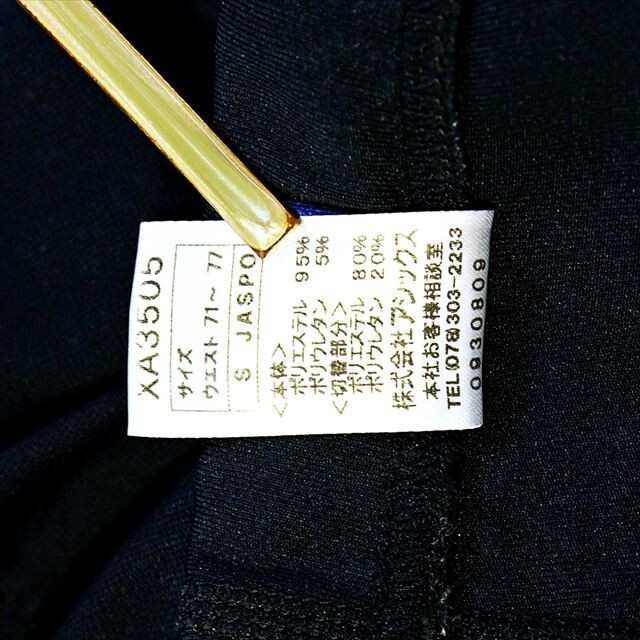 XA3505
サイズ
ウエスト 71～ 77
S JASPO
<本体>
ポリエステル 95%
ポリウレタン 5%
<切替部分>
ポリエステル 80%
ポリウレタン 20%
株式会社アシックス
本社お客様相談室
TEL(078)303-2233
0930809